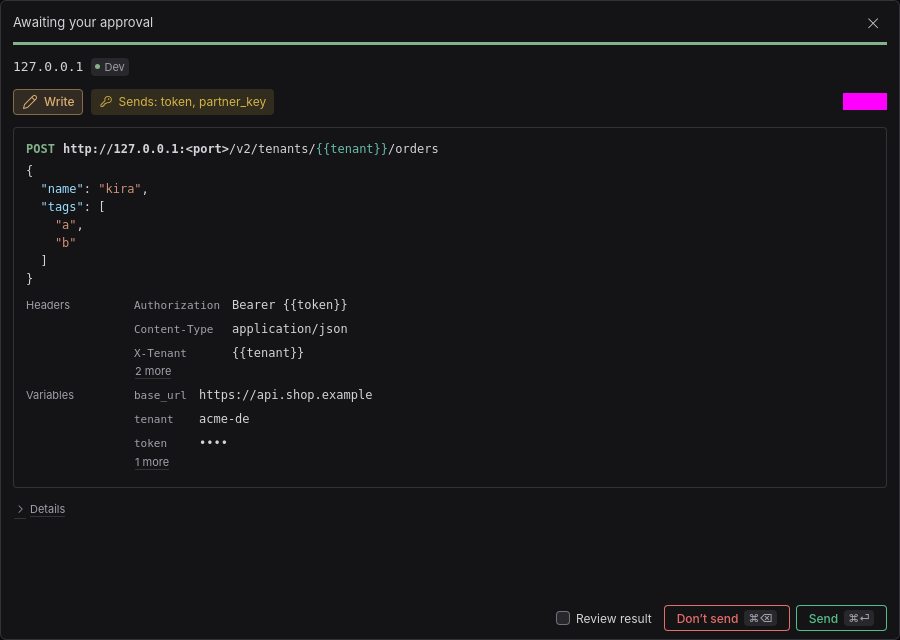 Awaiting your approval
127.0.0.1 Dev
Write Sends: token, partner_key
POST http://127.0.0.1:<port>/v2/tenants/{{tenant}}/orders
{
"name": "kira",
"tags": [
"a",
"b"
]
}
Headers Authorization Bearer {{token}}
Content-Type application/json
X-Tenant {{tenant}}
2 more
Variables base_url https://api.shop.example
tenant acme-de
token ••••
1 more
Details
Review result Don't send ⌘⌫ Send ⌘⏎